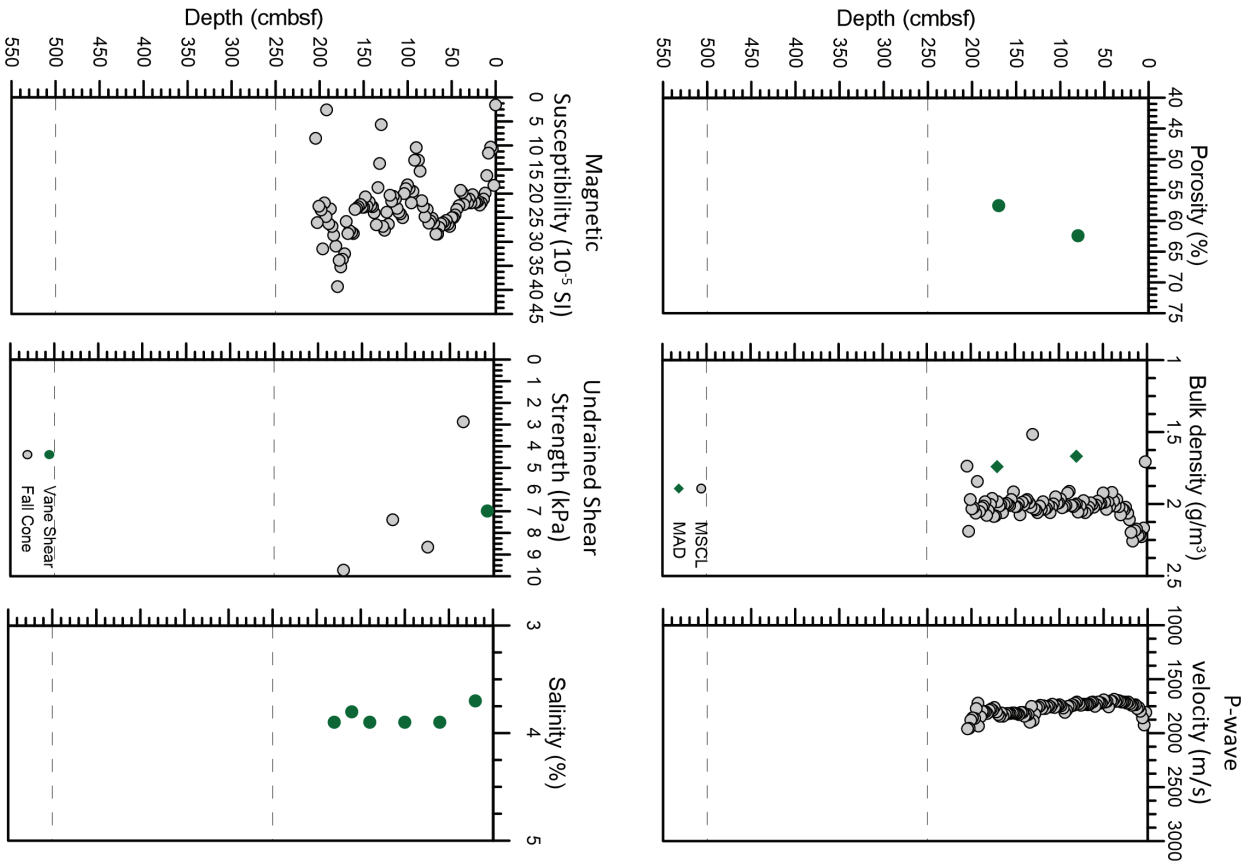 Porosity (%)
40 45 50 55 60 65 70 75
Bulk density (g/m³)
1 1.5 2 2.5
P-wave
velocity (m/s)
1000 1500 2000 2500 3000
Depth (cmbsf)
0
50
100
150
200
250
300
350
400
450
500
550
MSCL
MAD
Magnetic
Susceptibility (10⁻⁵ SI)
0 5 10 15 20 25 30 35 40 45
Undrained Shear
Strength (kPa)
0 1 2 3 4 5 6 7 8 9 10
Salinity (%)
3 4 5
Depth (cmbsf)
0
50
100
150
200
250
300
350
400
450
500
550
Vane Shear
Fall Cone